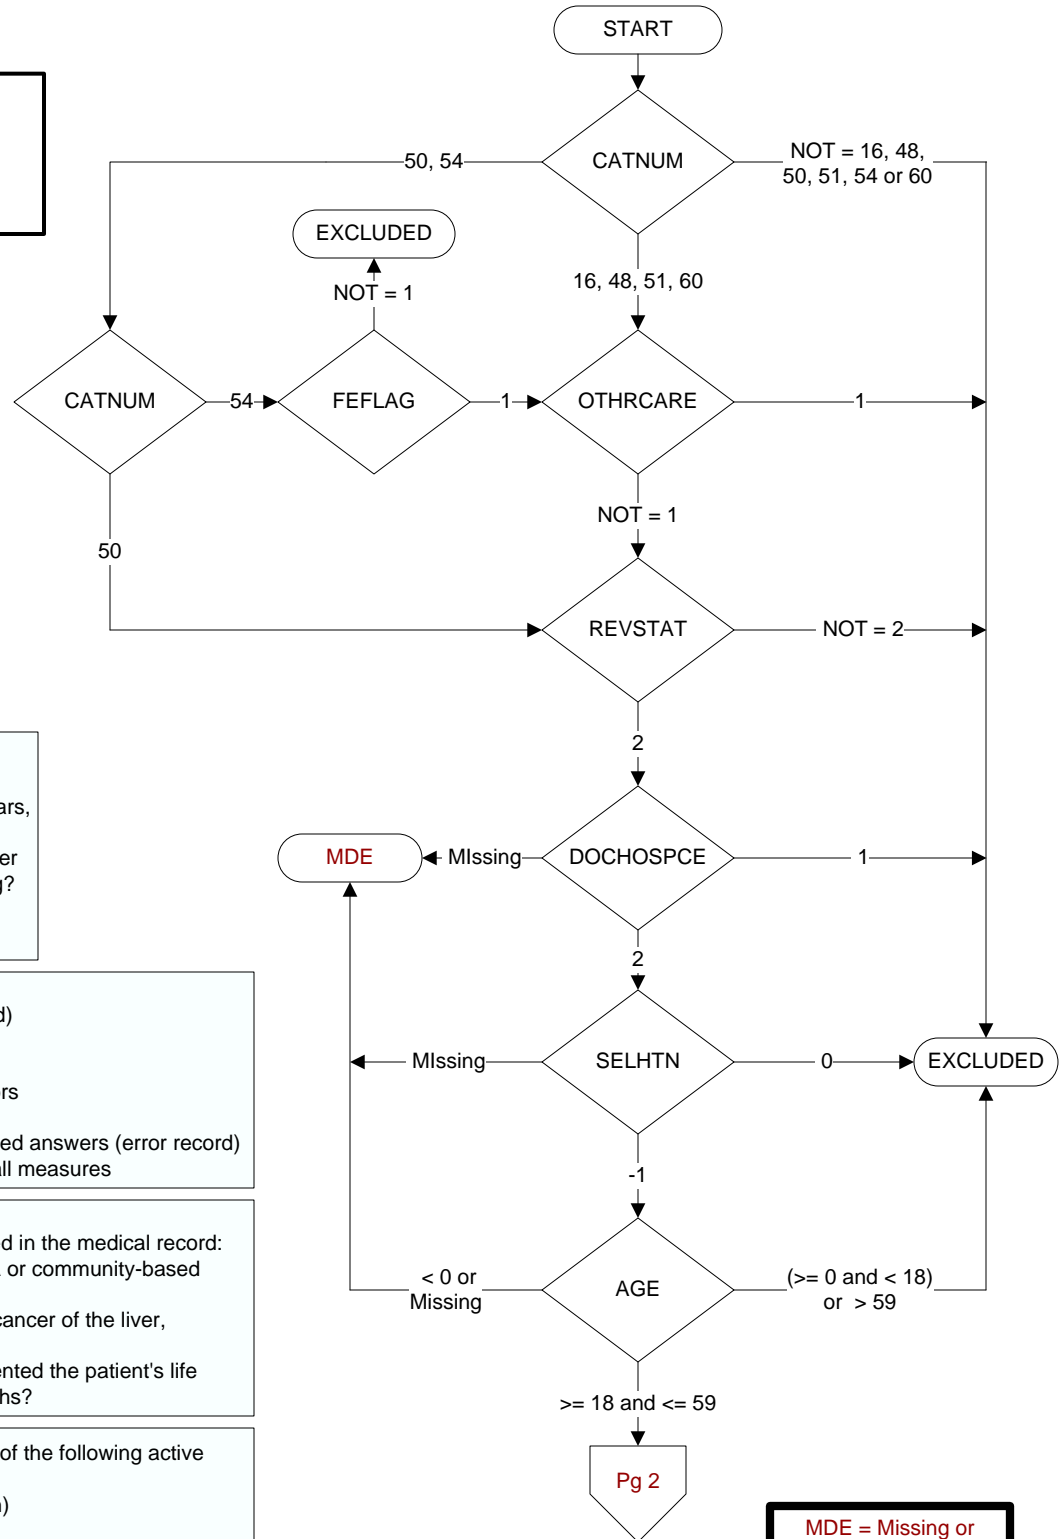 START
CATNUM
50, 54
NOT = 16, 48,
50, 51, 54 or 60
EXCLUDED
NOT = 1
16, 48, 51, 60
CATNUM
54
FEFLAG
1
OTHRCARE
1
NOT = 1
50
REVSTAT
NOT = 2
2
ars,
er
g?
MDE
MIssing
DOCHOSPCE
1
2
d)
ors
ed answers (error record)
all measures
MIssing
SELHTN
0
EXCLUDED
-1
ed in the medical record:
or community-based
cancer of the liver,
ented the patient's life
hs?
< 0 or
Missing
AGE
(>= 0 and < 18)
or > 59
>= 18 and <= 59
of the following active
n)
Pg 2
MDE = Missing or